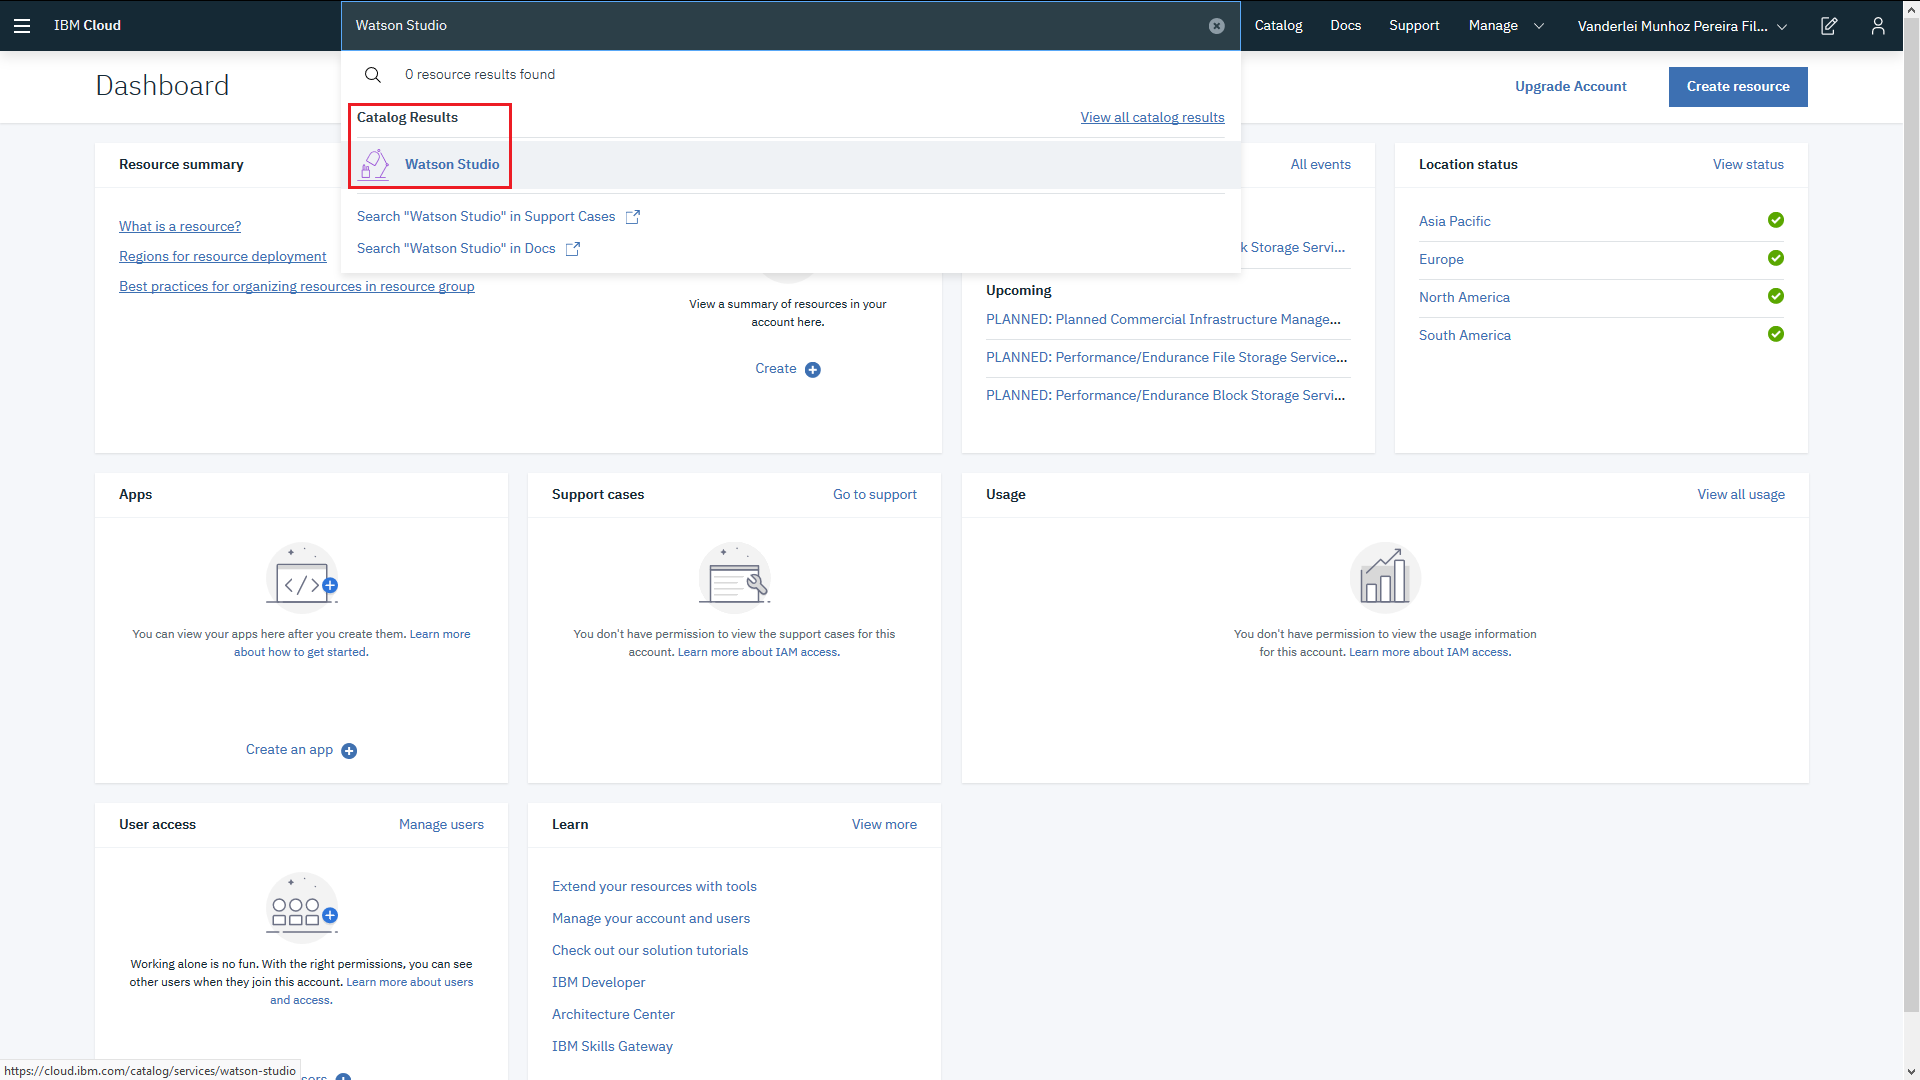 IBM Cloud
Watson Studio
Catalog
Docs
Support
Manage
Vanderlei Munhoz Pereira Fil...
0 resource results found
Catalog Results
View all catalog results
Watson Studio
Search "Watson Studio" in Support Cases
Search "Watson Studio" in Docs
Dashboard
Upgrade Account
Create resource
Resource summary
What is a resource?
Regions for resource deployment
Best practices for organizing resources in resource group
View a summary of resources in your
account here.
Create
All events
k Storage Servi...
Upcoming
PLANNED: Planned Commercial Infrastructure Manage...
PLANNED: Performance/Endurance File Storage Service...
PLANNED: Performance/Endurance Block Storage Servi...
Location status
View status
Asia Pacific
Europe
North America
South America
Apps
You can view your apps here after you create them. Learn more
about how to get started.
Create an app
Support cases
Go to support
You don't have permission to view the support cases for this
account. Learn more about IAM access.
Usage
View all usage
You don't have permission to view the usage information
for this account. Learn more about IAM access.
User access
Manage users
Working alone is no fun. With the right permissions, you can see
other users when they join this account. Learn more about users
and access.
Learn
View more
Extend your resources with tools
Manage your account and users
Check out our solution tutorials
IBM Developer
Architecture Center
IBM Skills Gateway
https://cloud.ibm.com/catalog/services/watson-studio